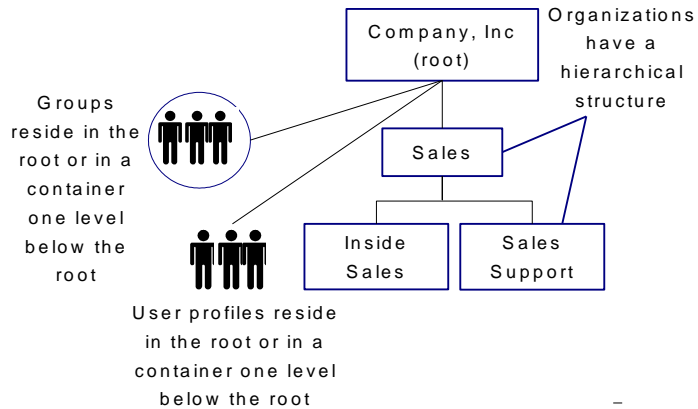 Company, Inc
(root)
Organizations
have a
hierarchical
structure
Groups
reside in the
root or in a
container
one level
below the
root
Sales
Inside
Sales
Sales
Support
User profiles reside
in the root or in a
container one level
below the root